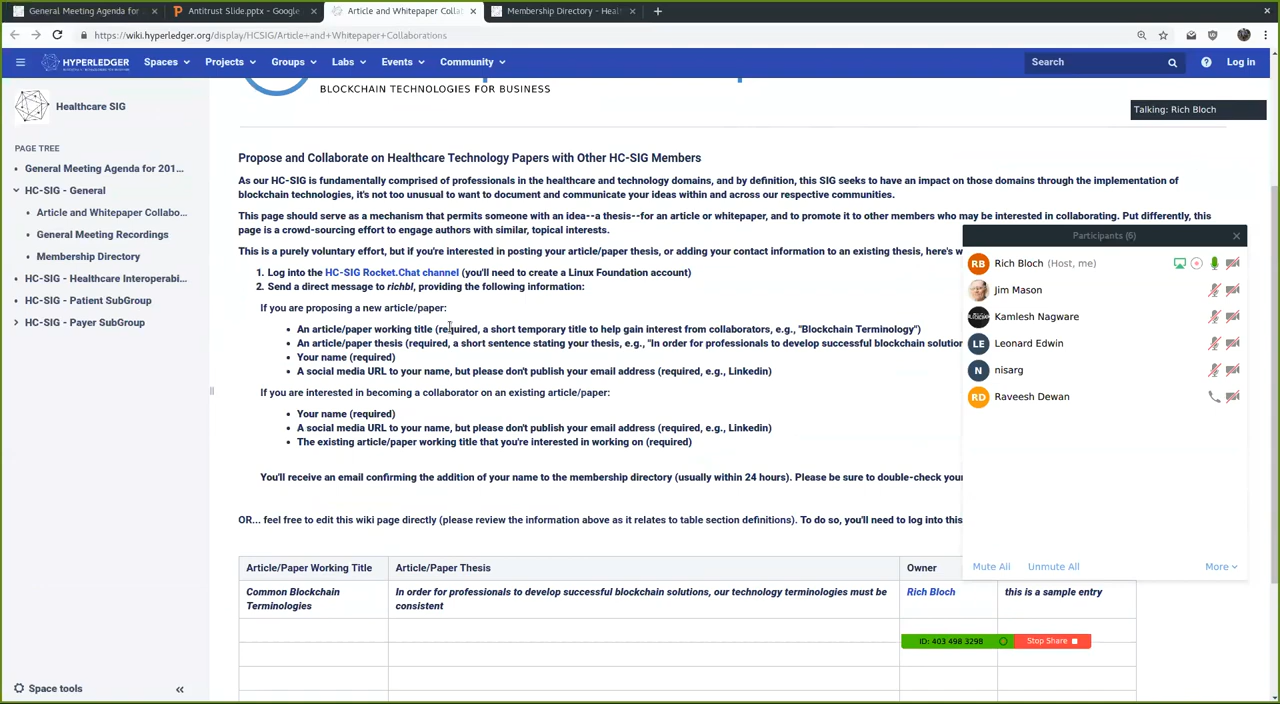 General Meeting Agenda for
Antitrust Slide.pptx - Google
Article and Whitepaper Colla
Membership Directory - Heal
https://wiki.hyperledger.org/display/HCSIG/Article+and+Whitepaper+Collaborations
HYPERLEDGER
Spaces
Projects
Groups
Labs
Events
Community
Search
Log in
Healthcare SIG
BLOCKCHAIN TECHNOLOGIES FOR BUSINESS
Talking: Rich Bloch
PAGE TREE
General Meeting Agenda for 201...
HC-SIG - General
Article and Whitepaper Collabo...
General Meeting Recordings
Membership Directory
HC-SIG - Healthcare Interoperabi...
HC-SIG - Patient SubGroup
HC-SIG - Payer SubGroup
Space tools
Propose and Collaborate on Healthcare Technology Papers with Other HC-SIG Members
As our HC-SIG is fundamentally comprised of professionals in the healthcare and technology domains, and by definition, this SIG seeks to have an impact on those domains through the implementation of
blockchain technologies, it's not too unusual to want to document and communicate your ideas within and across our respective communities.
This page should serve as a mechanism that permits someone with an idea--a thesis--for an article or whitepaper, and to promote it to other members who may be interested in collaborating. Put differently, this
page is a crowd-sourcing effort to engage authors with similar, topical interests.
This is a purely voluntary effort, but if you're interested in posting your article/paper thesis, or adding your contact information to an existing thesis, here's
1. Log into the HC-SIG Rocket.Chat channel (you'll need to create a Linux Foundation account)
2. Send a direct message to richbl, providing the following information:
If you are proposing a new article/paper:
An article/paper working title (required, a short temporary title to help gain interest from collaborators, e.g., "Blockchain Terminology")
An article/paper thesis (required, a short sentence stating your thesis, e.g., "In order for professionals to develop successful blockchain
Your name (required)
A social media URL to your name, but please don't publish your email address (required, e.g., Linkedin)
If you are interested in becoming a collaborator on an existing article/paper:
Your name (required)
A social media URL to your name, but please don't publish your email address (required, e.g., Linkedin)
The existing article/paper working title that you're interested in working on (required)
You'll receive an email confirming the addition of your name to the membership directory (usually within 24 hours). Please be sure to double-check
OR... feel free to edit this wiki page directly (please review the information above as it relates to table section definitions). To do so, you'll need to log into this
Article/Paper Working Title
Article/Paper Thesis
Owner
Common Blockchain
Terminologies
In order for professionals to develop successful blockchain solutions, our technology terminologies must be
consistent
Rich Bloch
this is a sample entry
Participants (6)
RB Rich Bloch (Host, me)
Jim Mason
Kamlesh Nagware
LE Leonard Edwin
N nisarg
RD Raveesh Dewan
Mute All
Unmute All
More
ID: 403 498 3298
Stop Share